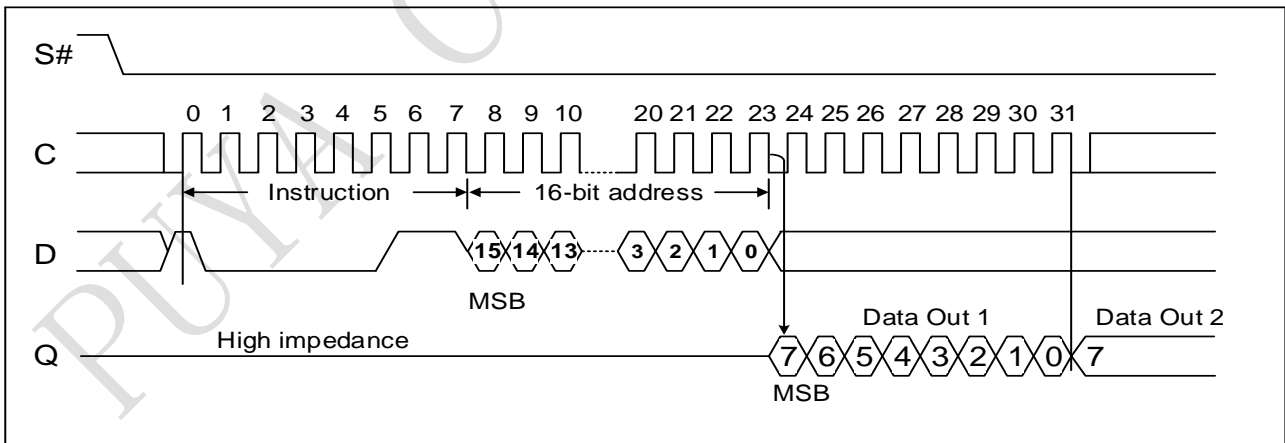 S#
0 1 2 3 4 5 6 7 8 9 10 20 21 22 23 24 25 26 27 28 29 30 31
C
Instruction 16-bit address
D 15 14 13 3 2 1 0
MSB
Data Out 1 Data Out 2
High impedance
Q 7 6 5 4 3 2 1 0 7
MSB
PUYA